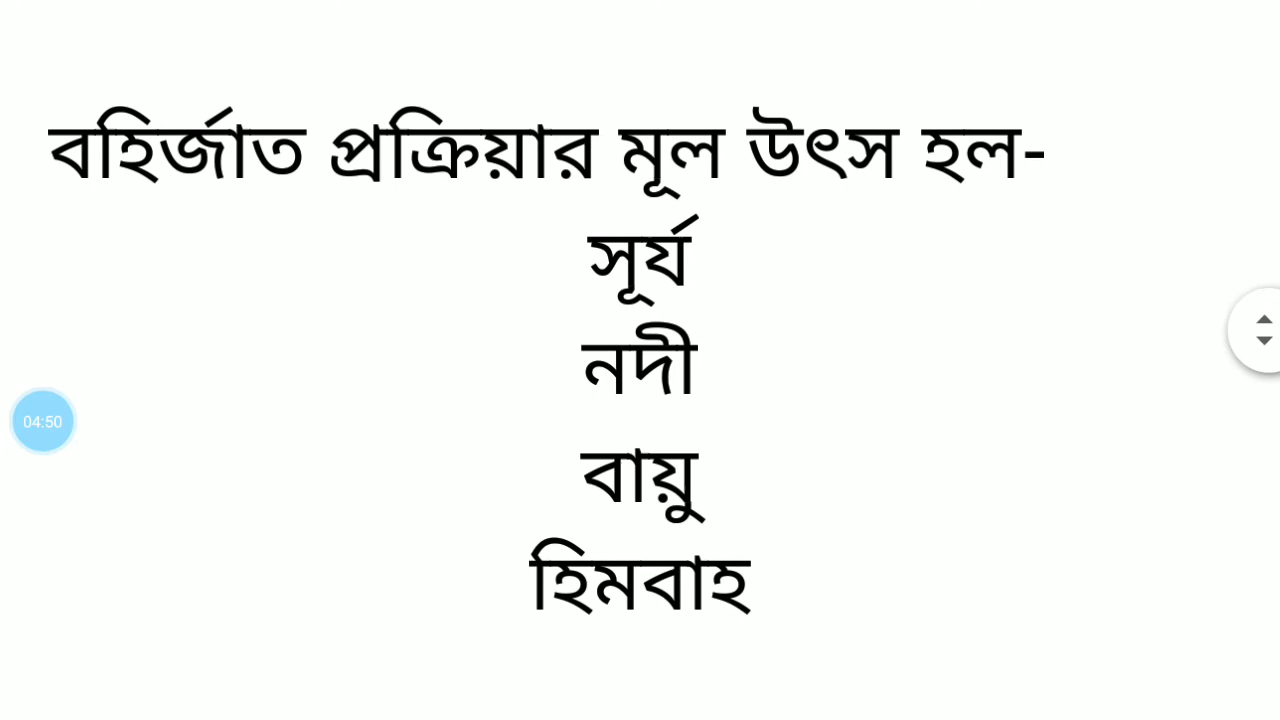 বহির্জাত প্রক্রিয়ার মূল উৎস হল-
সূর্য
নদী
04:50
বায়ু
হিমবাহ